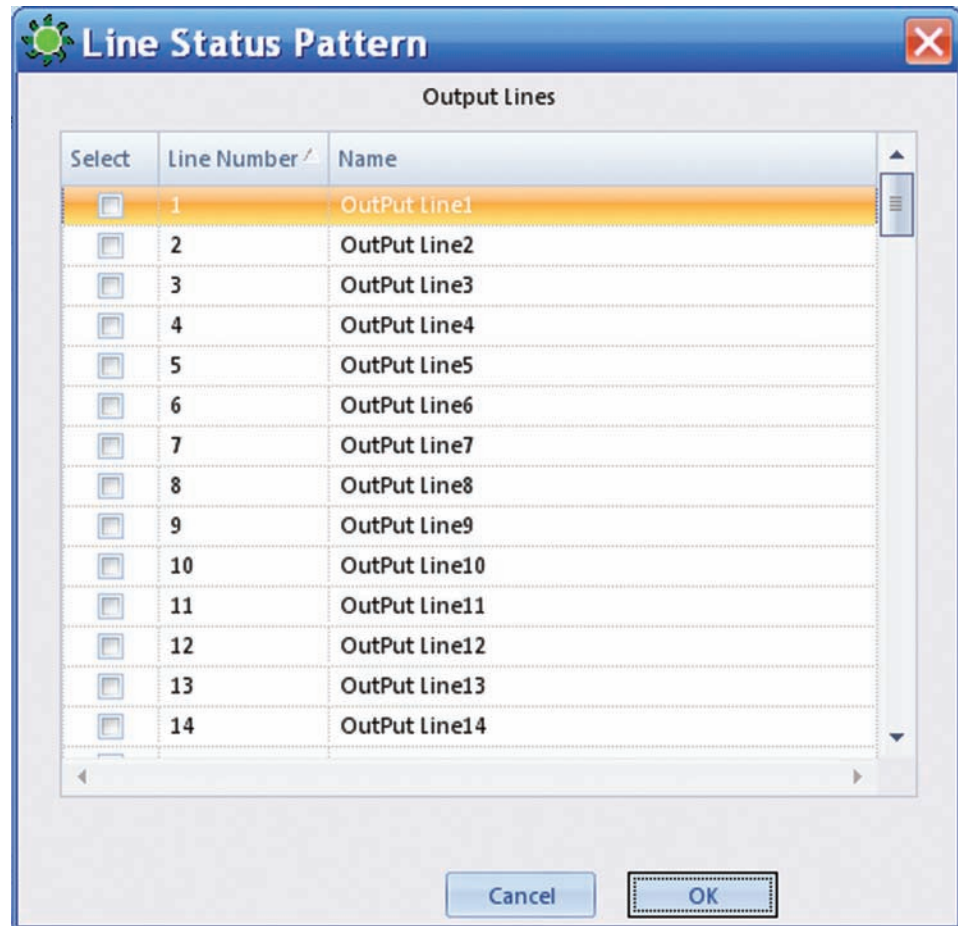 Line Status Pattern
Output Lines
Select Line Number Name
1 OutPut Line1
2 OutPut Line2
3 OutPut Line3
4 OutPut Line4
5 OutPut Line5
6 OutPut Line6
7 OutPut Line7
8 OutPut Line8
9 OutPut Line9
10 OutPut Line10
11 OutPut Line11
12 OutPut Line12
13 OutPut Line13
14 OutPut Line14
Cancel OK